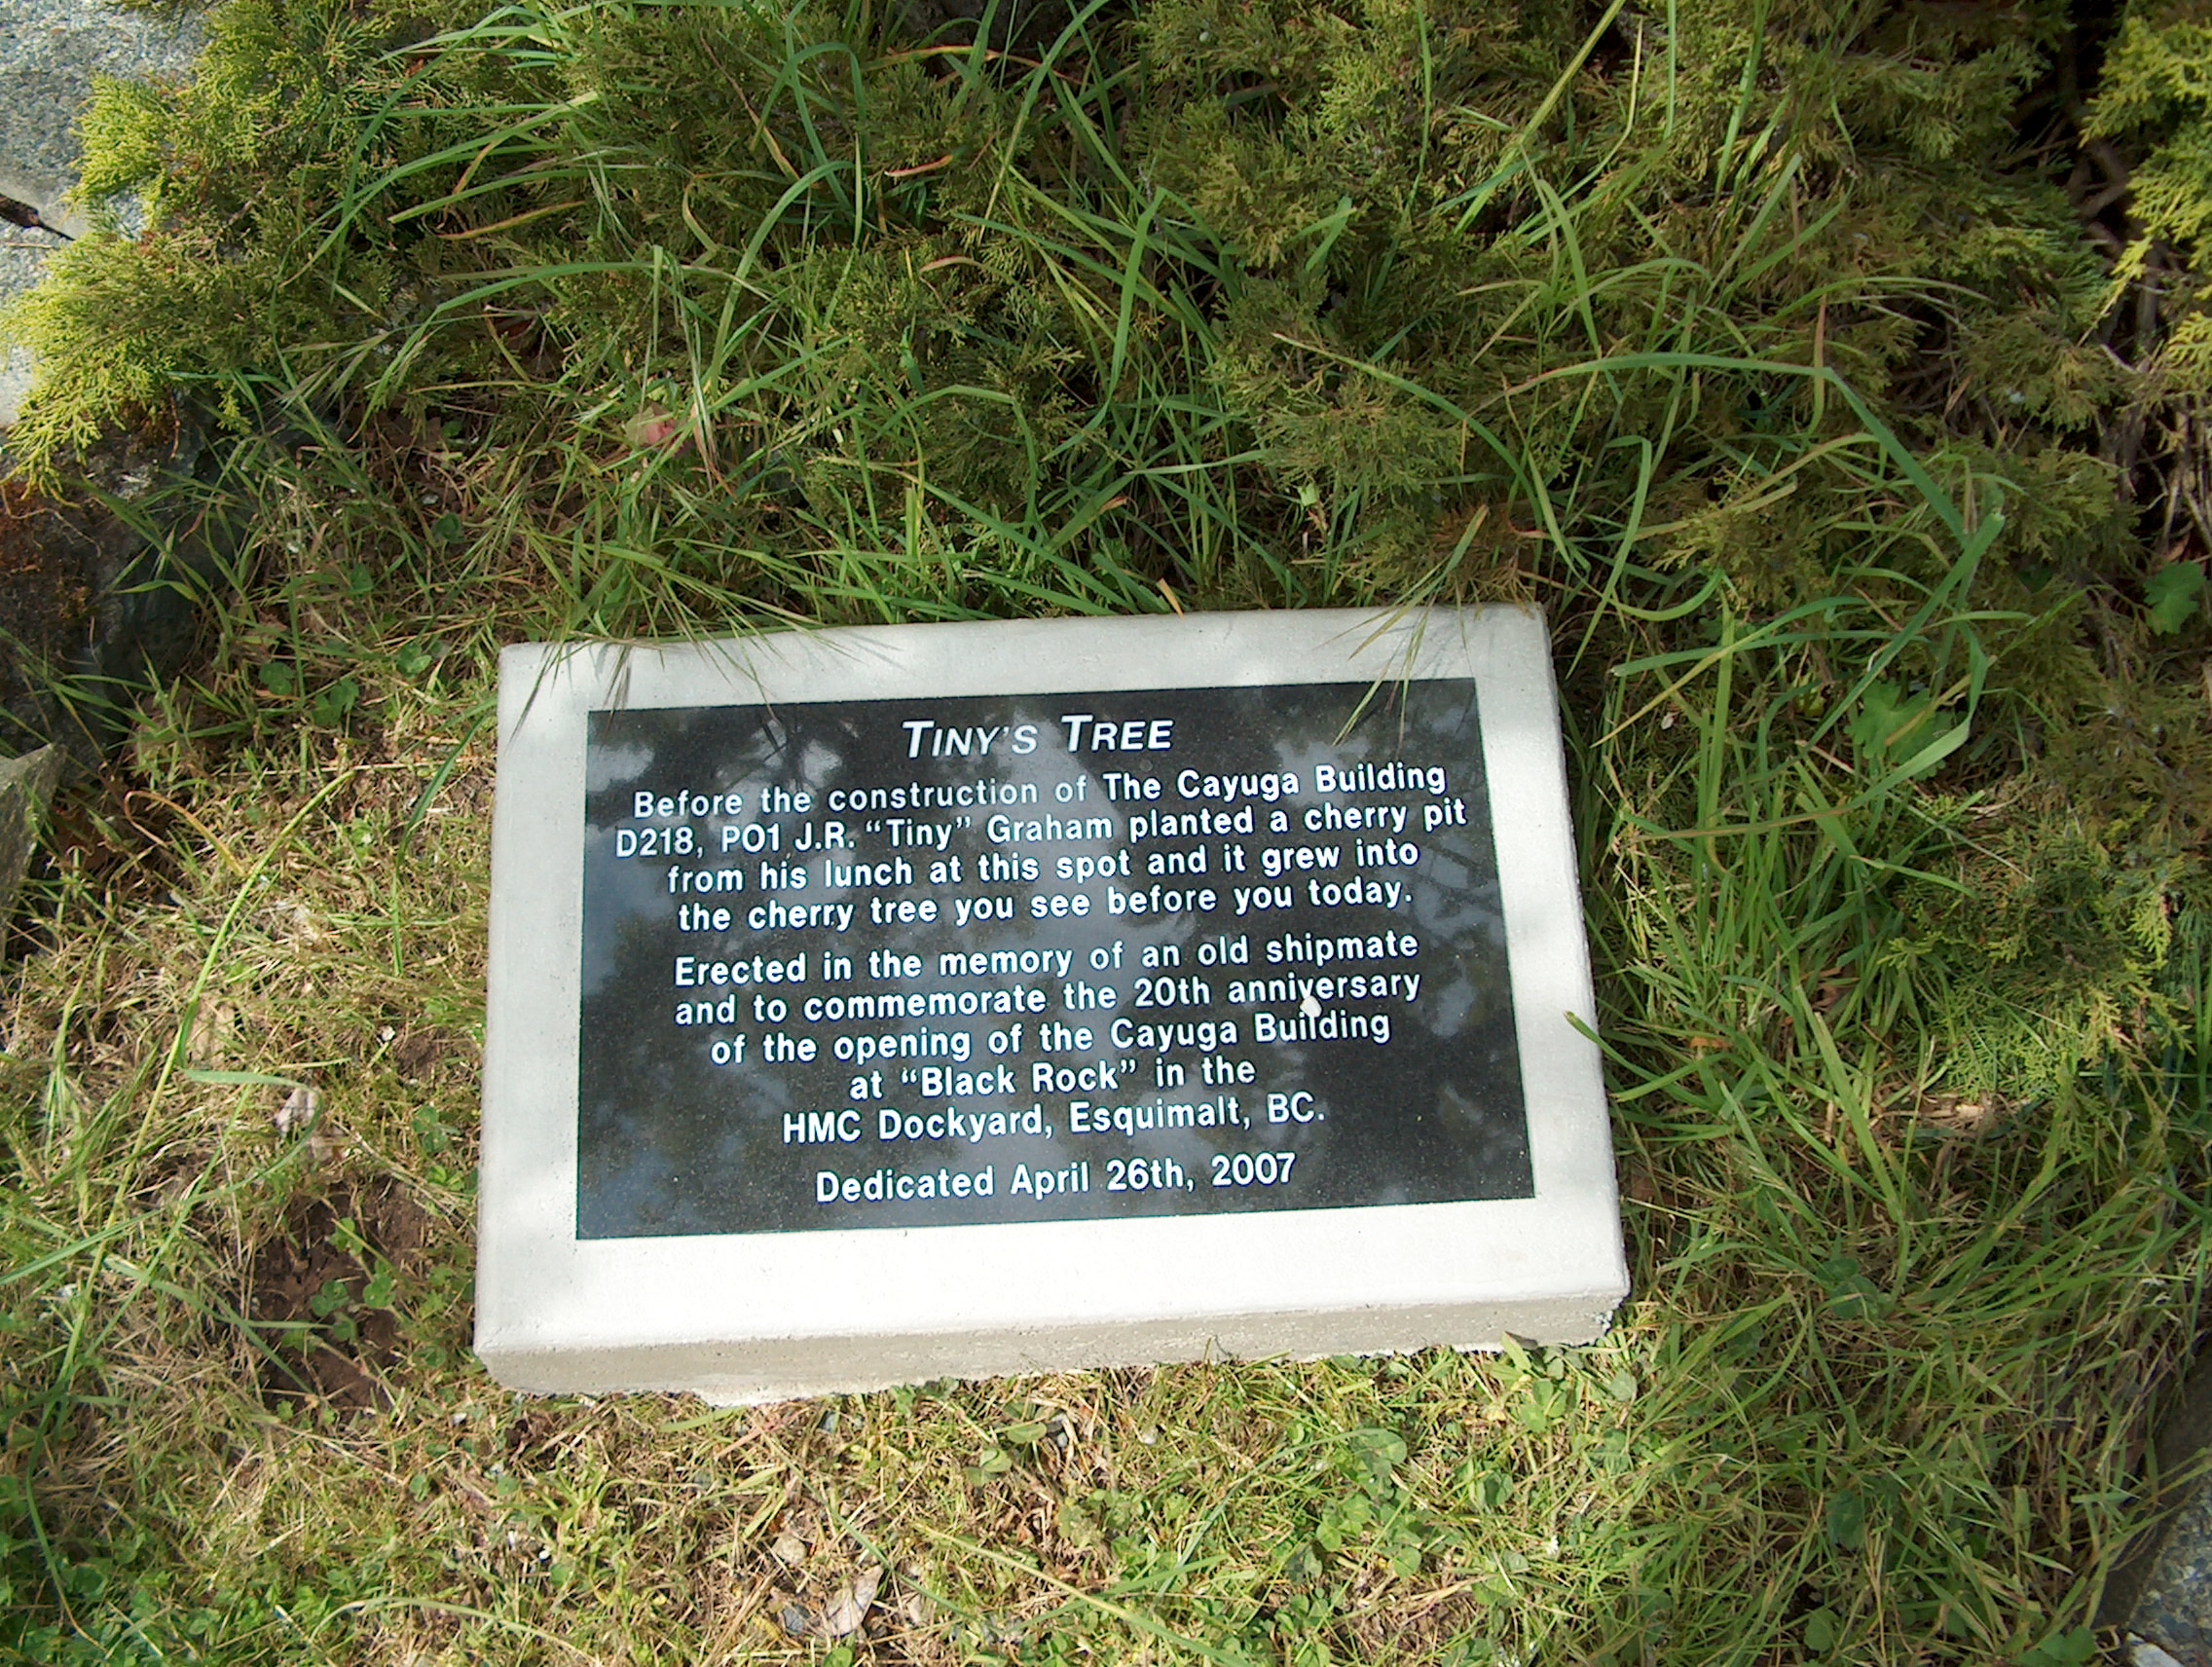 TINY'S TREE
Before the construction of The Cayuga Building
D218, PO1 J.R. “Tiny” Graham planted a cherry pit
from his lunch at this spot and it grew into
the cherry tree you see before you today.
Erected in the memory of an old shipmate
and to commemorate the 20th anniversary
of the opening of the Cayuga Building
at “Black Rock” in the
HMC Dockyard, Esquimalt, BC.
Dedicated April 26th, 2007